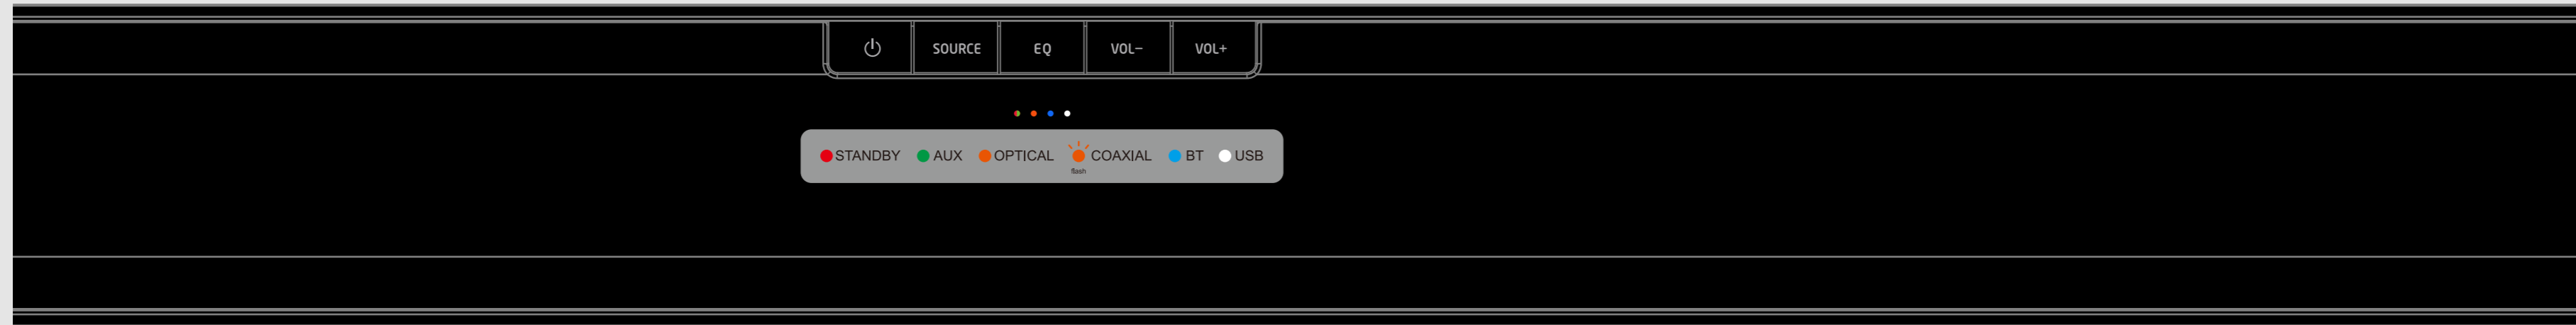 SOURCE EQ VOL− VOL+
STANDBY AUX OPTICAL COAXIAL BT USB
flash